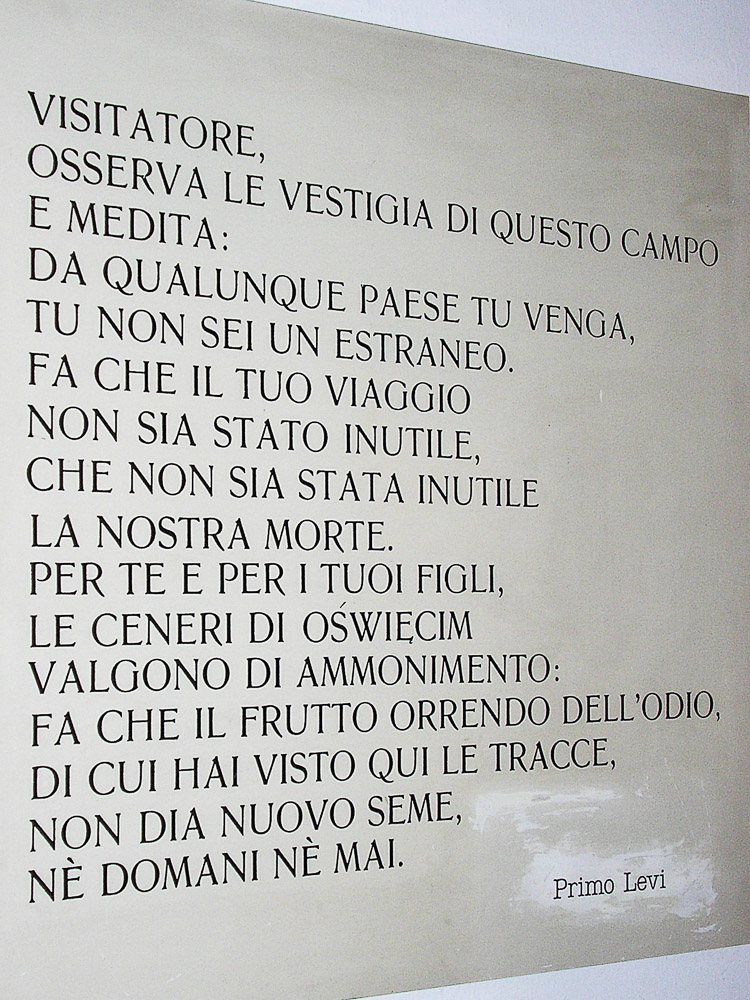 VISITATORE,
OSSERVA LE VESTIGIA DI QUESTO CAMPO
E MEDITA:
DA QUALUNQUE PAESE TU VENGA,
TU NON SEI UN ESTRANEO.
FA CHE IL TUO VIAGGIO
NON SIA STATO INUTILE,
CHE NON SIA STATA INUTILE
LA NOSTRA MORTE.
PER TE E PER I TUOI FIGLI,
LE CENERI DI OŚWIĘCIM
VALGONO DI AMMONIMENTO:
FA CHE IL FRUTTO ORRENDO DELL'ODIO,
DI CUI HAI VISTO QUI LE TRACCE,
NON DIA NUOVO SEME,
NÈ DOMANI NÈ MAI.
Primo Levi